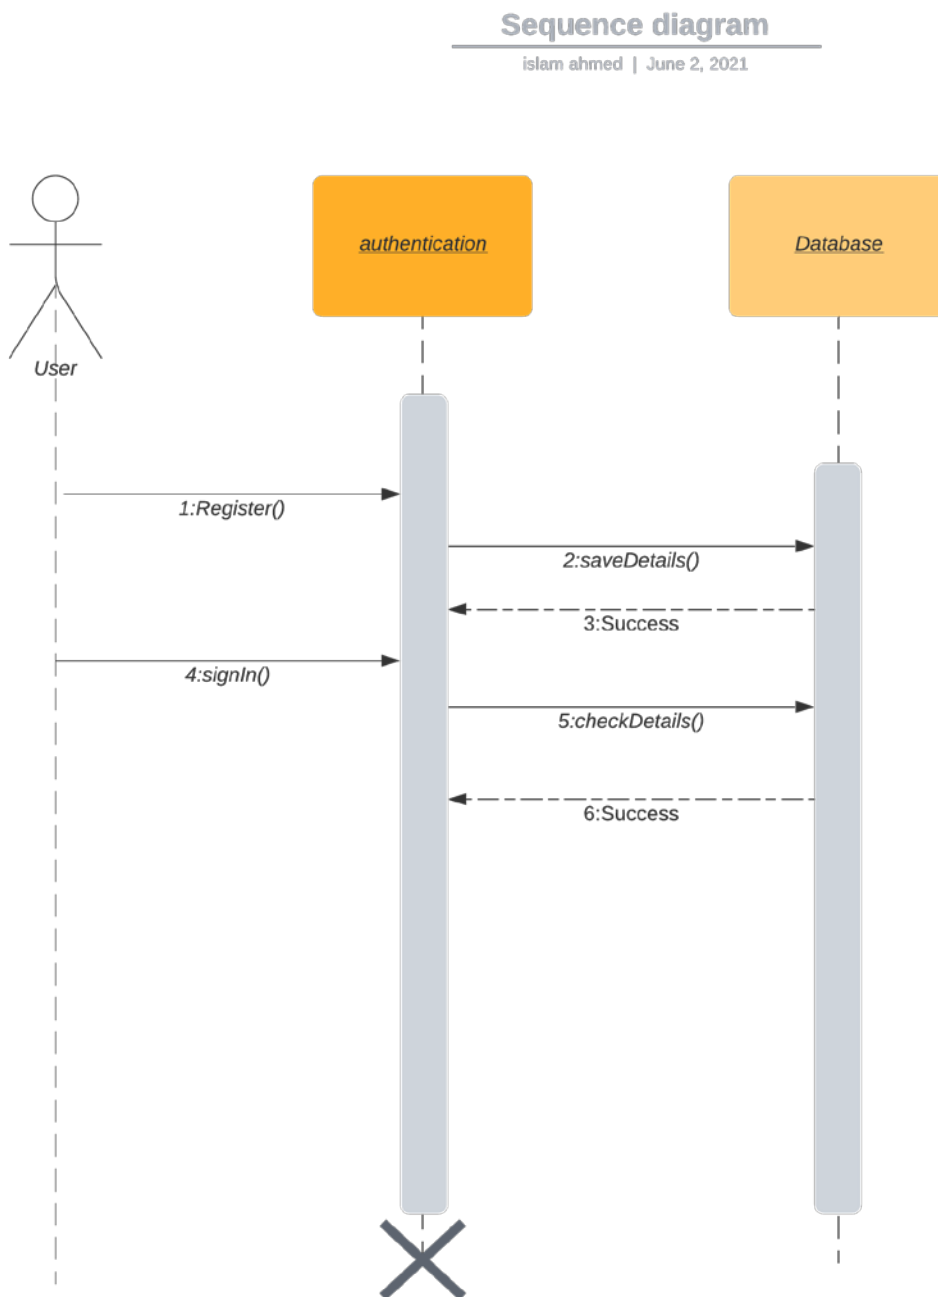 Sequence diagram
islam ahmed | June 2, 2021
authentication
Database
User
1:Register()
2:saveDetails()
3:Success
4:signIn()
5:checkDetails()
6:Success